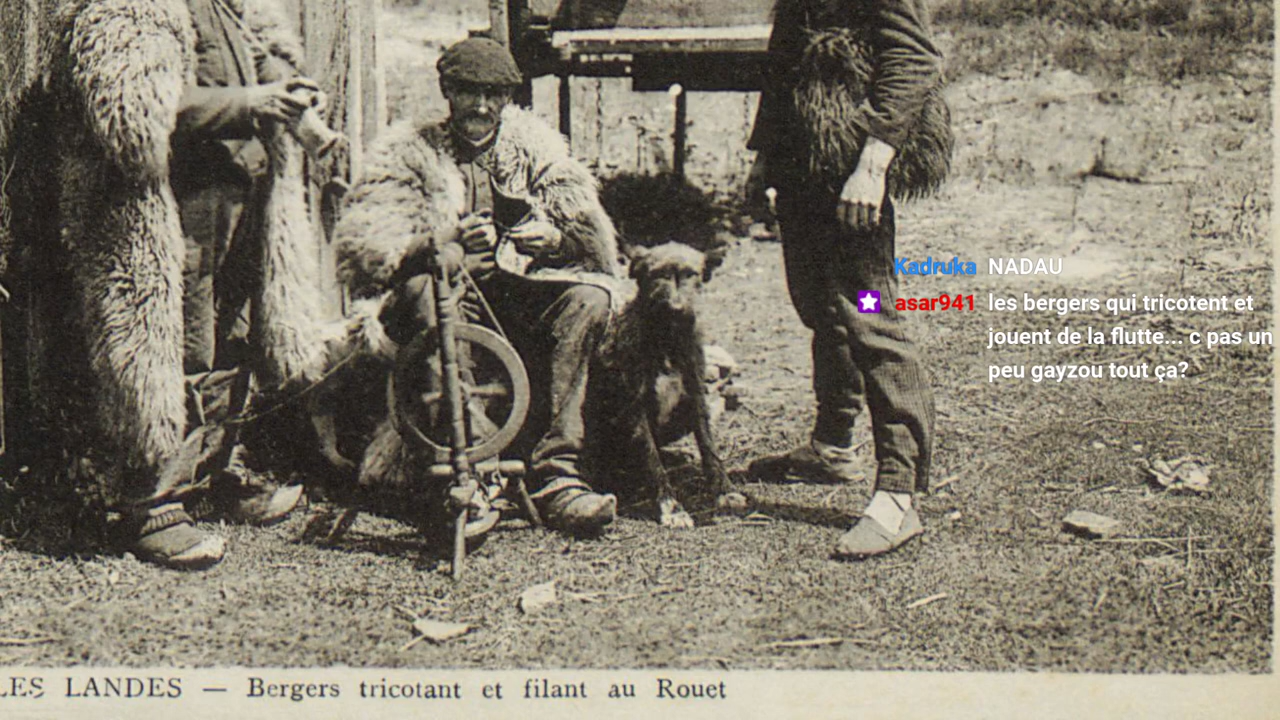 Kadruka NADAU
asar941 les bergers qui tricotent et
jouent de la flutte... c pas un
peu gayzou tout ça?
LES LANDES — Bergers tricotant et filant au Rouet